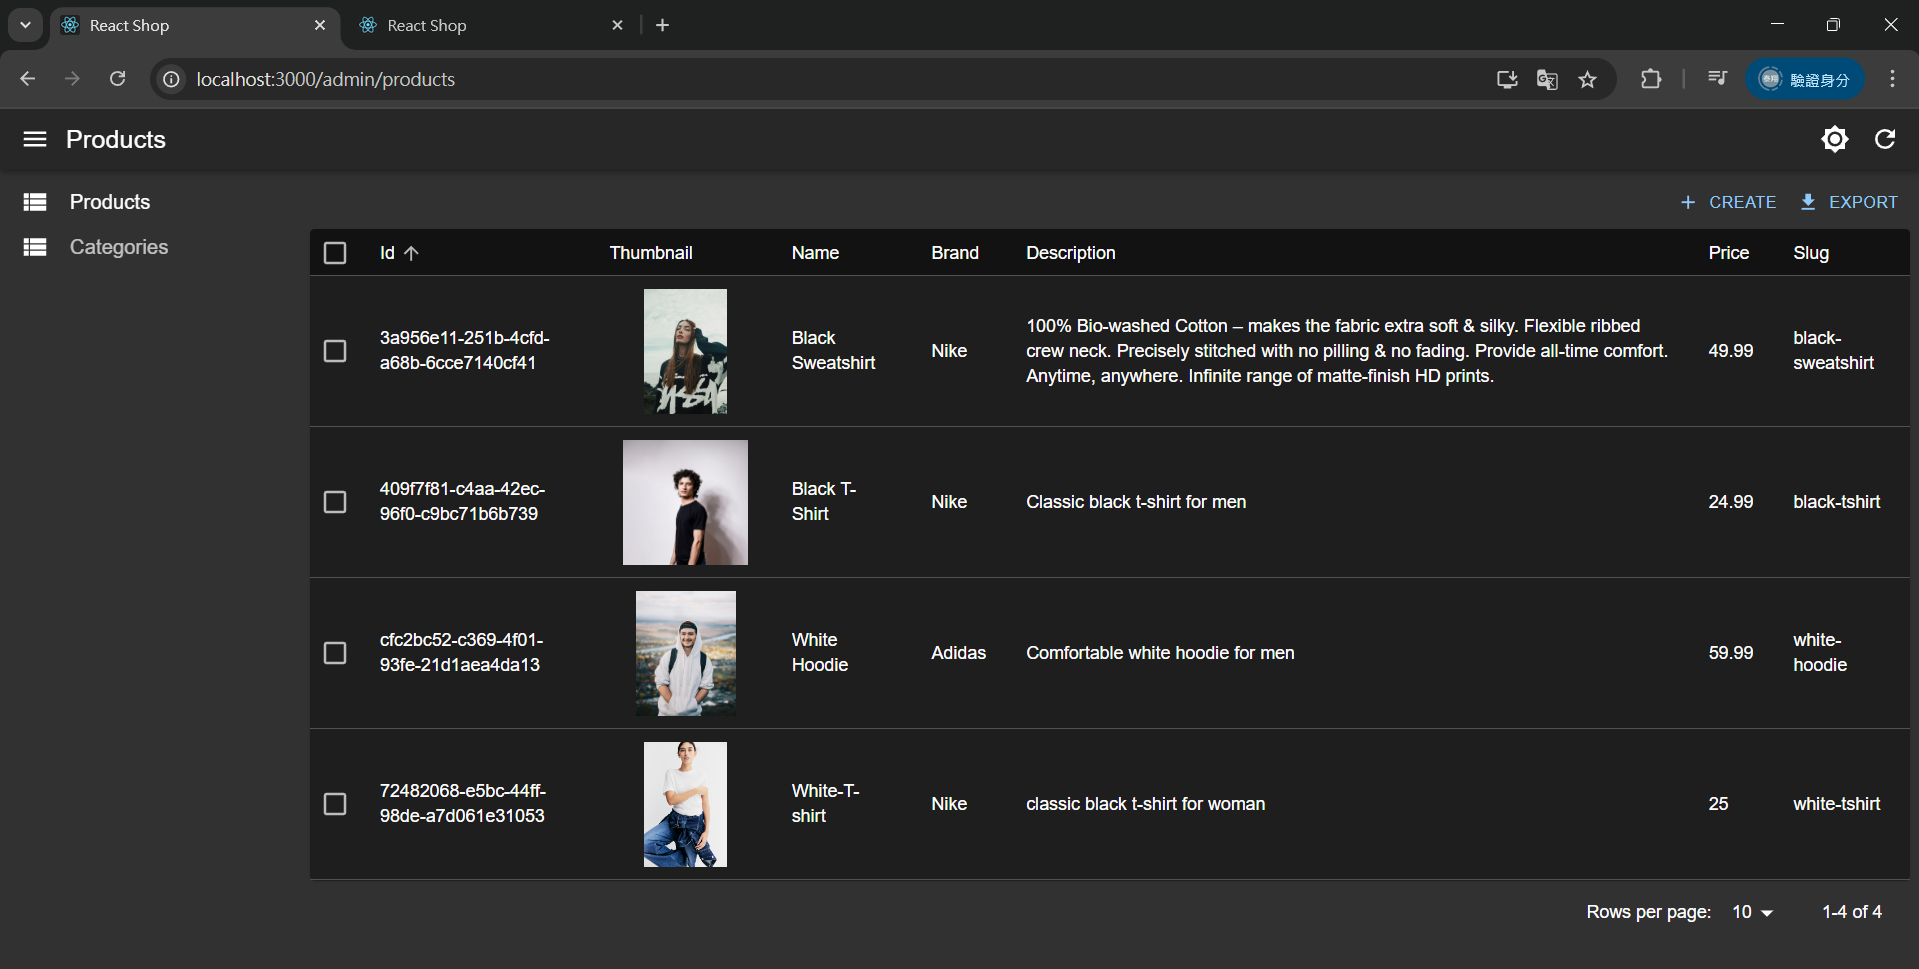 React Shop
React Shop
localhost:3000/admin/products
驗證身分
Products
Products
Categories
CREATE
EXPORT
Id
Thumbnail
Name
Brand
Description
Price
Slug
3a956e11-251b-4cfd-
a68b-6cce7140cf41
Black
Sweatshirt
Nike
100% Bio-washed Cotton – makes the fabric extra soft & silky. Flexible ribbed
crew neck. Precisely stitched with no pilling & no fading. Provide all-time comfort.
Anytime, anywhere. Infinite range of matte-finish HD prints.
49.99
black-
sweatshirt
409f7f81-c4aa-42ec-
96f0-c9bc71b6b739
Black T-
Shirt
Nike
Classic black t-shirt for men
24.99
black-tshirt
cfc2bc52-c369-4f01-
93fe-21d1aea4da13
White
Hoodie
Adidas
Comfortable white hoodie for men
59.99
white-
hoodie
72482068-e5bc-44ff-
98de-a7d061e31053
White-T-
shirt
Nike
classic black t-shirt for woman
25
white-tshirt
Rows per page:
10
1-4 of 4